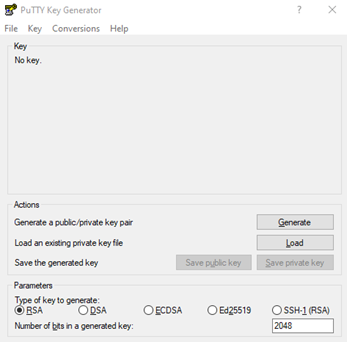 PuTTY Key Generator ? ×
File Key Conversions Help
Key
No key.
Actions
Generate a public/private key pair Generate
Load an existing private key file Load
Save the generated key Save public key Save private key
Parameters
Type of key to generate:
RSA DSA ECDSA Ed25519 SSH-1 (RSA)
Number of bits in a generated key: 2048